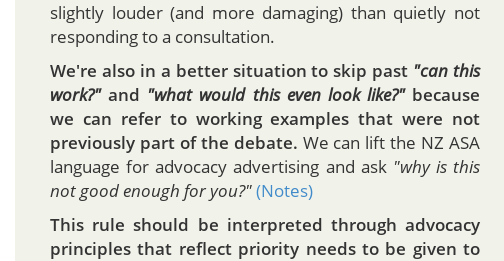 slightly louder (and more damaging) than quietly not
responding to a consultation.
We're also in a better situation to skip past "can this
work?" and "what would this even look like?" because
we can refer to working examples that were not
previously part of the debate. We can lift the NZ ASA
language for advocacy advertising and ask "why is this
not good enough for you?" (Notes)
This rule should be interpreted through advocacy
principles that reflect priority needs to be given to